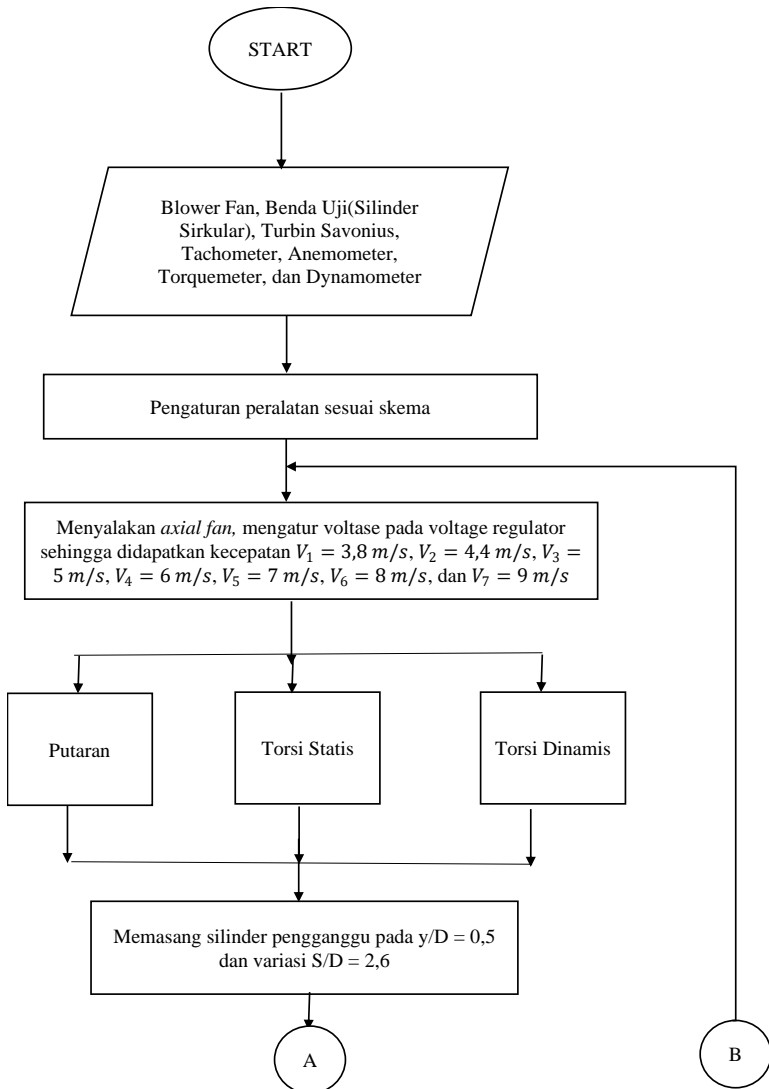 START
Blower Fan, Benda Uji(Silinder
Sirkular), Turbin Savonius,
Tachometer, Anemometer,
Torquemeter, dan Dynamometer
Pengaturan peralatan sesuai skema
Menyalakan axial fan, mengatur voltase pada voltage regulator
sehingga didapatkan kecepatan V₁ = 3,8 m/s, V₂ = 4,4 m/s, V₃ =
5 m/s, V₄ = 6 m/s, V₅ = 7 m/s, V₆ = 8 m/s, dan V₇ = 9 m/s
Putaran
Torsi Statis
Torsi Dinamis
Memasang silinder pengganggu pada y/D = 0,5
dan variasi S/D = 2,6
A
B